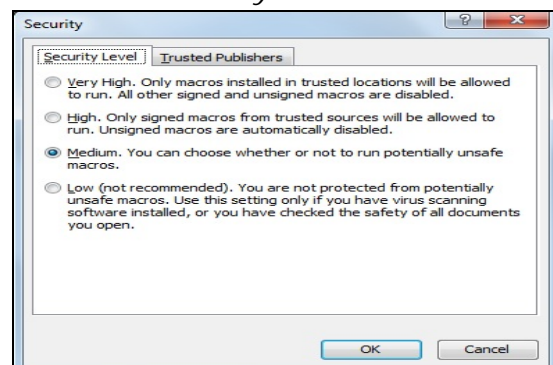 Security
Security Level Trusted Publishers
Very High. Only macros installed in trusted locations will be allowed
to run. All other signed and unsigned macros are disabled.
High. Only signed macros from trusted sources will be allowed to
run. Unsigned macros are automatically disabled.
Medium. You can choose whether or not to run potentially unsafe
macros.
Low (not recommended). You are not protected from potentially
unsafe macros. Use this setting only if you have virus scanning
software installed, or you have checked the safety of all documents
you open.
OK Cancel